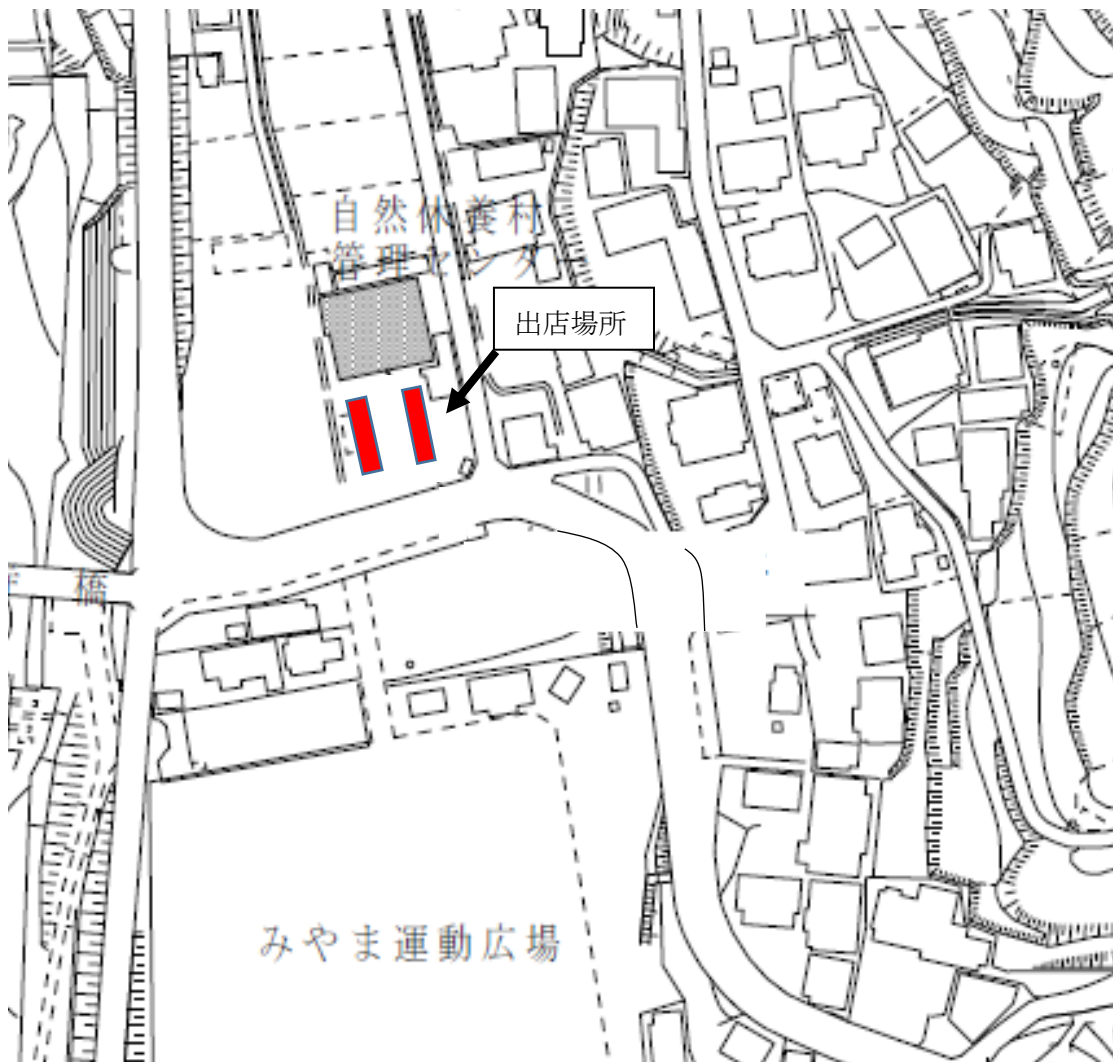 自然休養村
管理センター
出店場所
橋
みやま運動広場